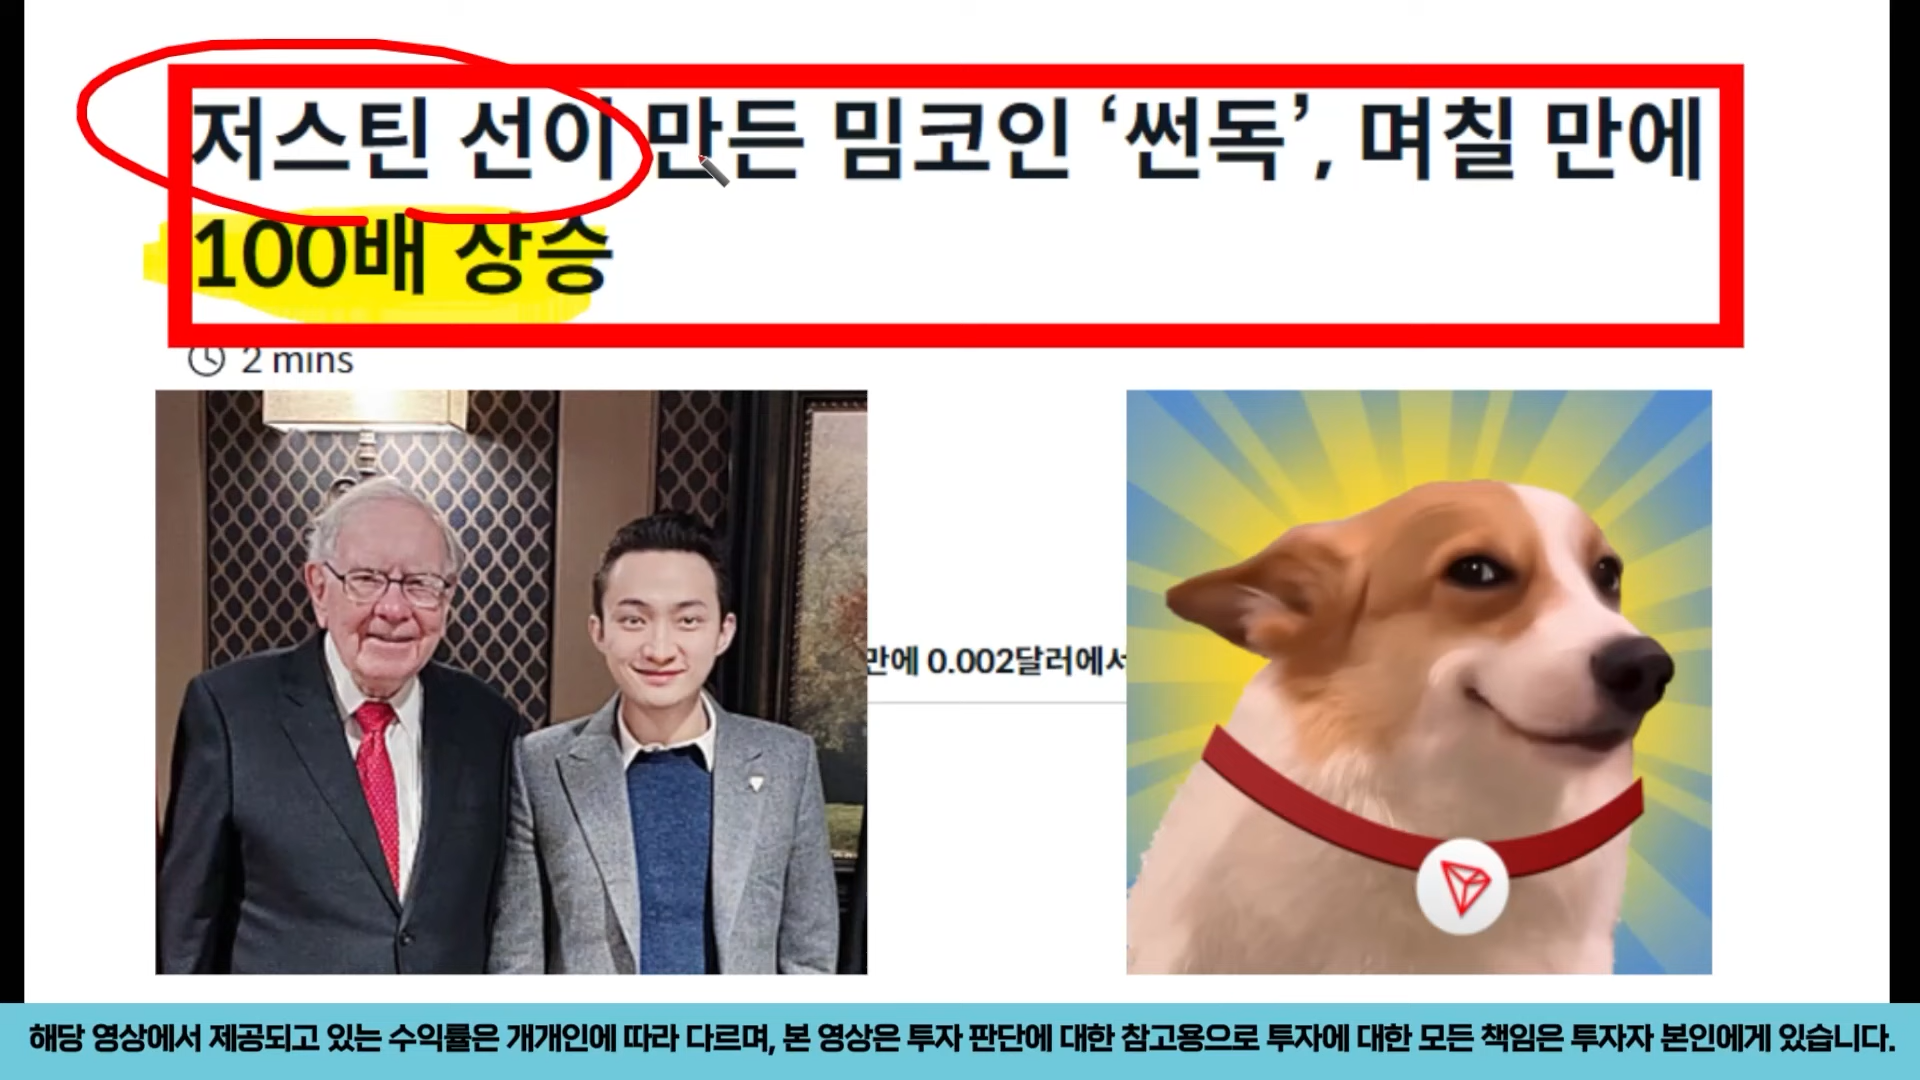 저스틴 선이 만든 밈코인 ‘썬독’, 며칠 만에
100배 상승
2 mins
만에 0.002달러에서
해당 영상에서 제공되고 있는 수익률은 개개인에 따라 다르며, 본 영상은 투자 판단에 대한 참고용으로 투자에 대한 모든 책임은 투자자 본인에게 있습니다.